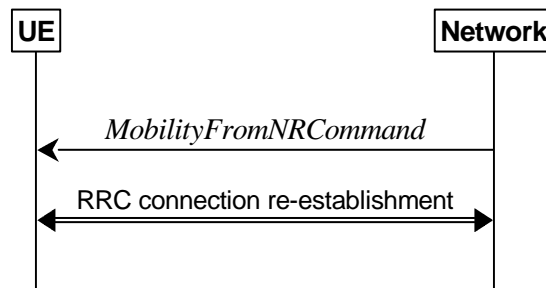 UE
Network
MobilityFromNRCommand
RRC connection re-establishment